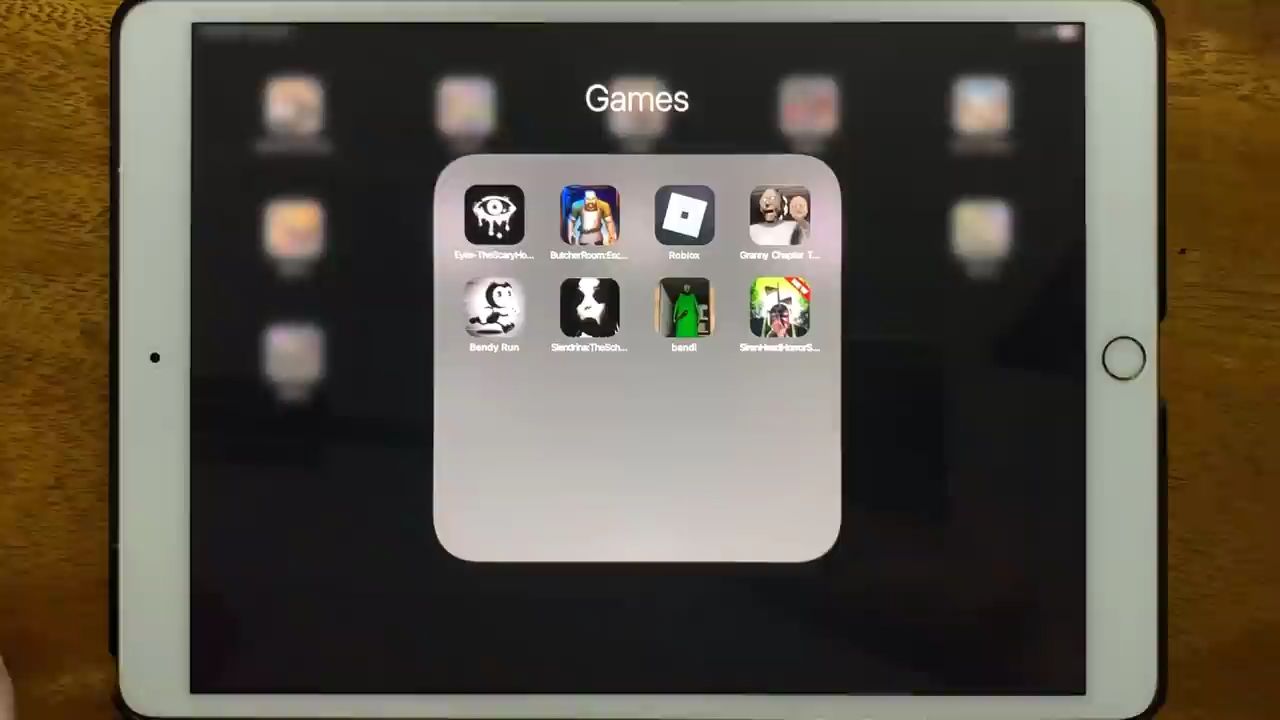 Games
Eyes-TheScaryHo... ButcherRoom:Esc... Roblox Granny Chapter T...
Bendy Run Slendrina:TheSch... bandi SirenHeadHorrorS...